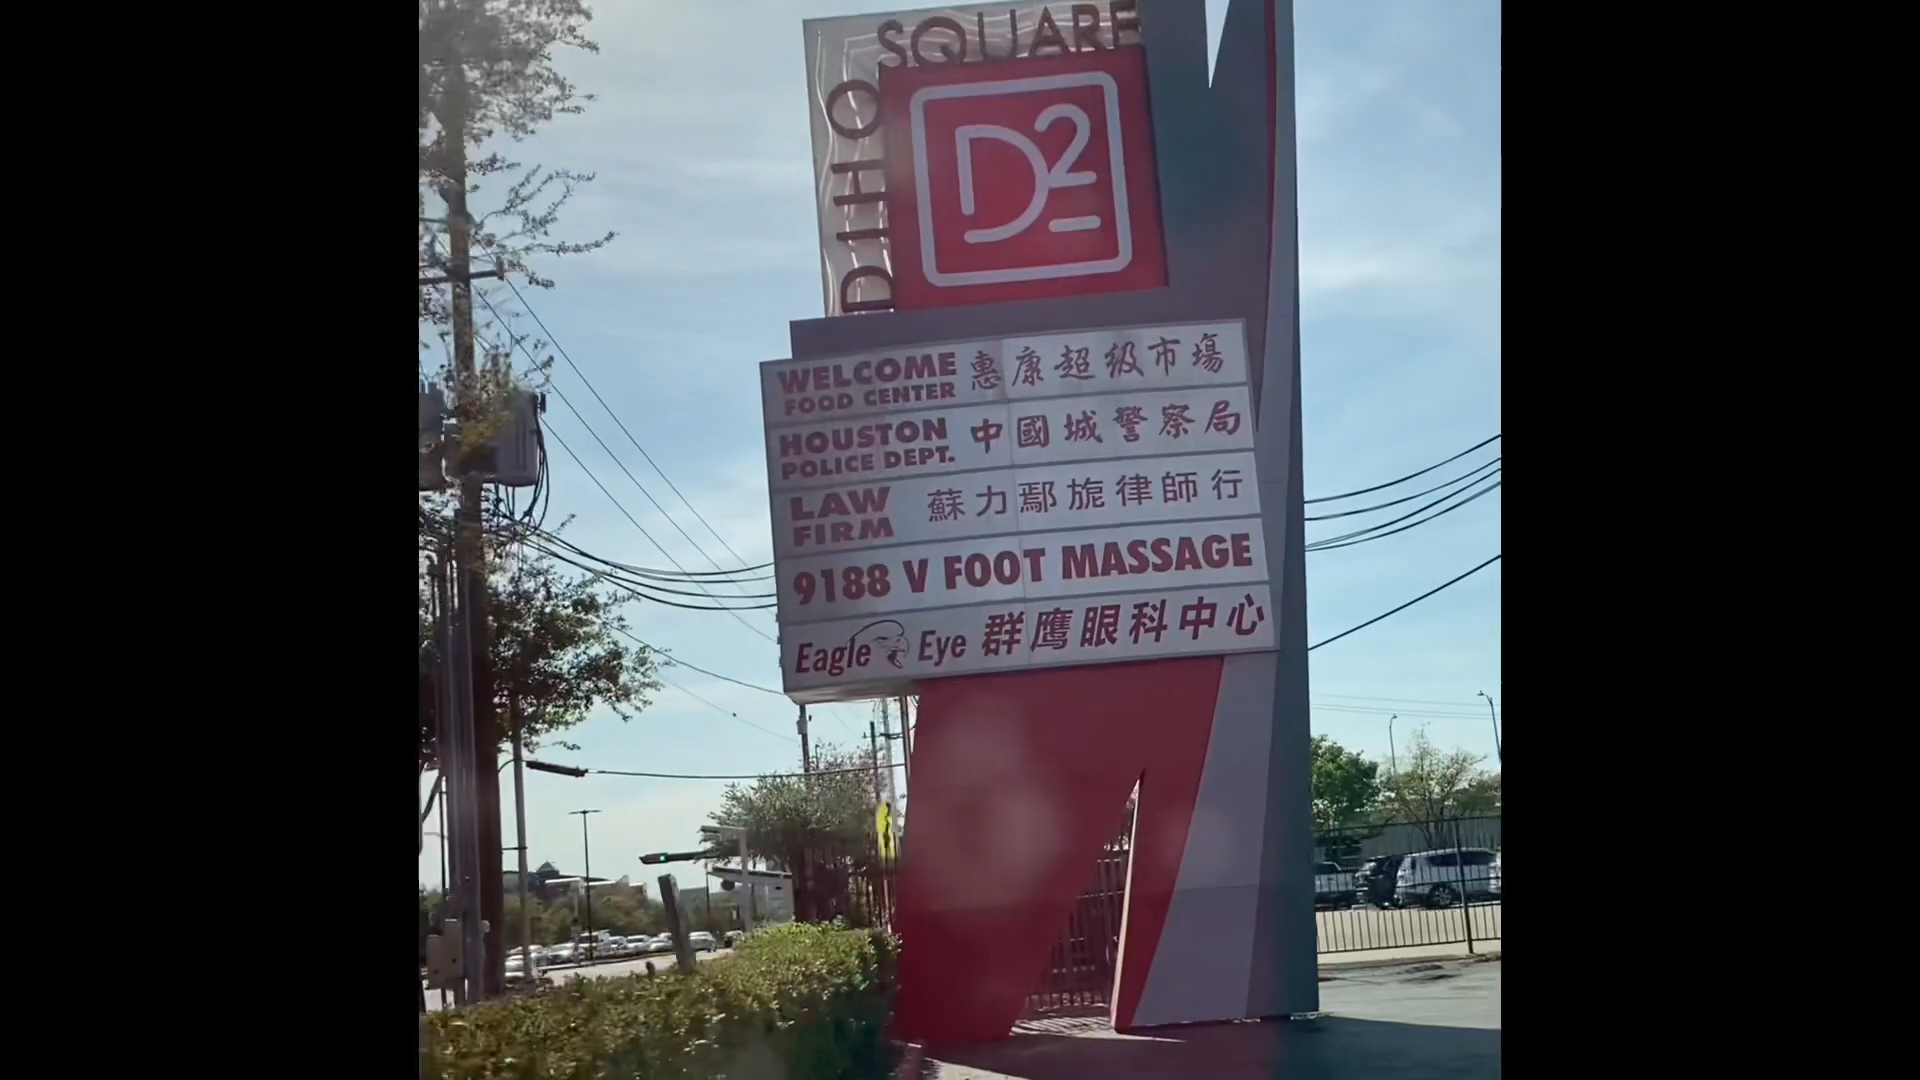 DIHO SQUARE
D2
WELCOME FOOD CENTER 惠康超级市場
HOUSTON POLICE DEPT. 中國城警察局
LAW FIRM 蘇力鄢旎律師行
9188 V FOOT MASSAGE
Eagle Eye 群鹰眼科中心